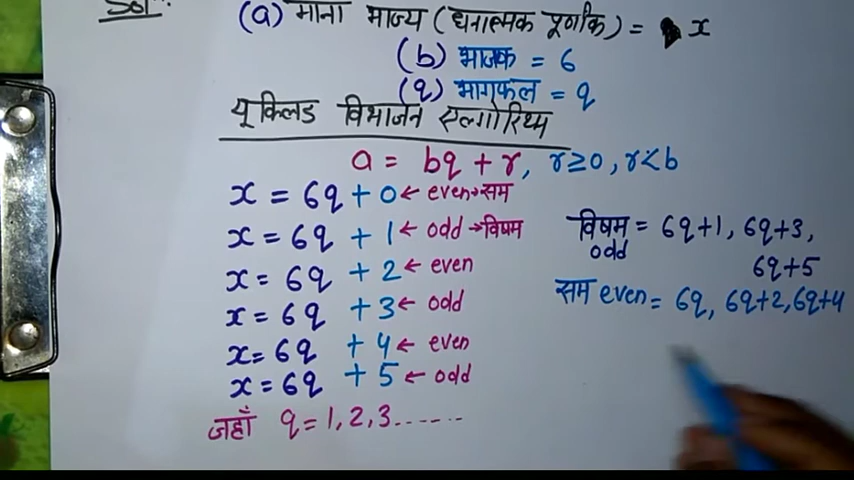 Solⁿ.
(a) माना भाज्य (धनात्मक पूर्णांक) = x
(b) भाजक = 6
(q) भागफल = q
यूक्लिड विभाजन एल्गोरिथ्म
a = bq + r, r≥0, r<b
x = 6q + 0 ← even→सम
x = 6q + 1 ← odd →विषम
x = 6q + 2 ← even
x = 6q + 3 ← odd
x = 6q + 4 ← even
x = 6q + 5 ← odd
जहाँ q = 1, 2, 3.......
विषम = 6q+1, 6q+3,
odd 6q+5
सम even = 6q, 6q+2, 6q+4